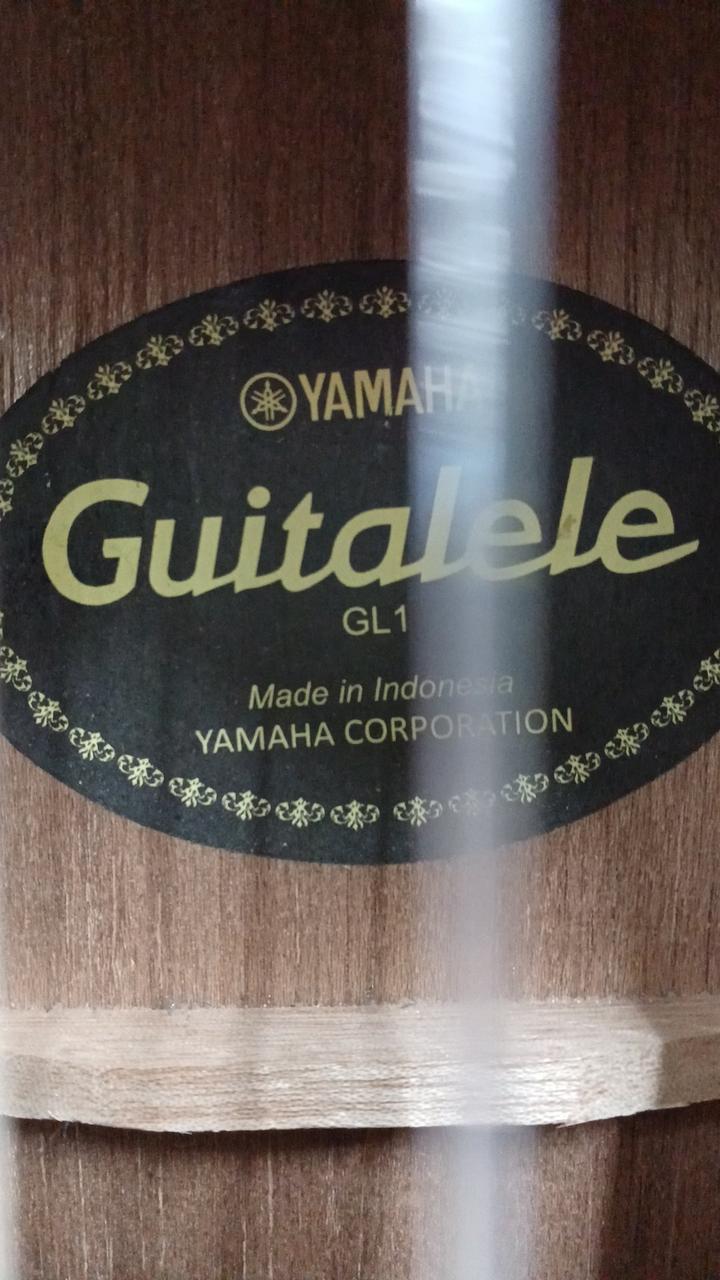 YAMAHA
Guitalele
GL1
Made in Indonesia
YAMAHA CORPORATION